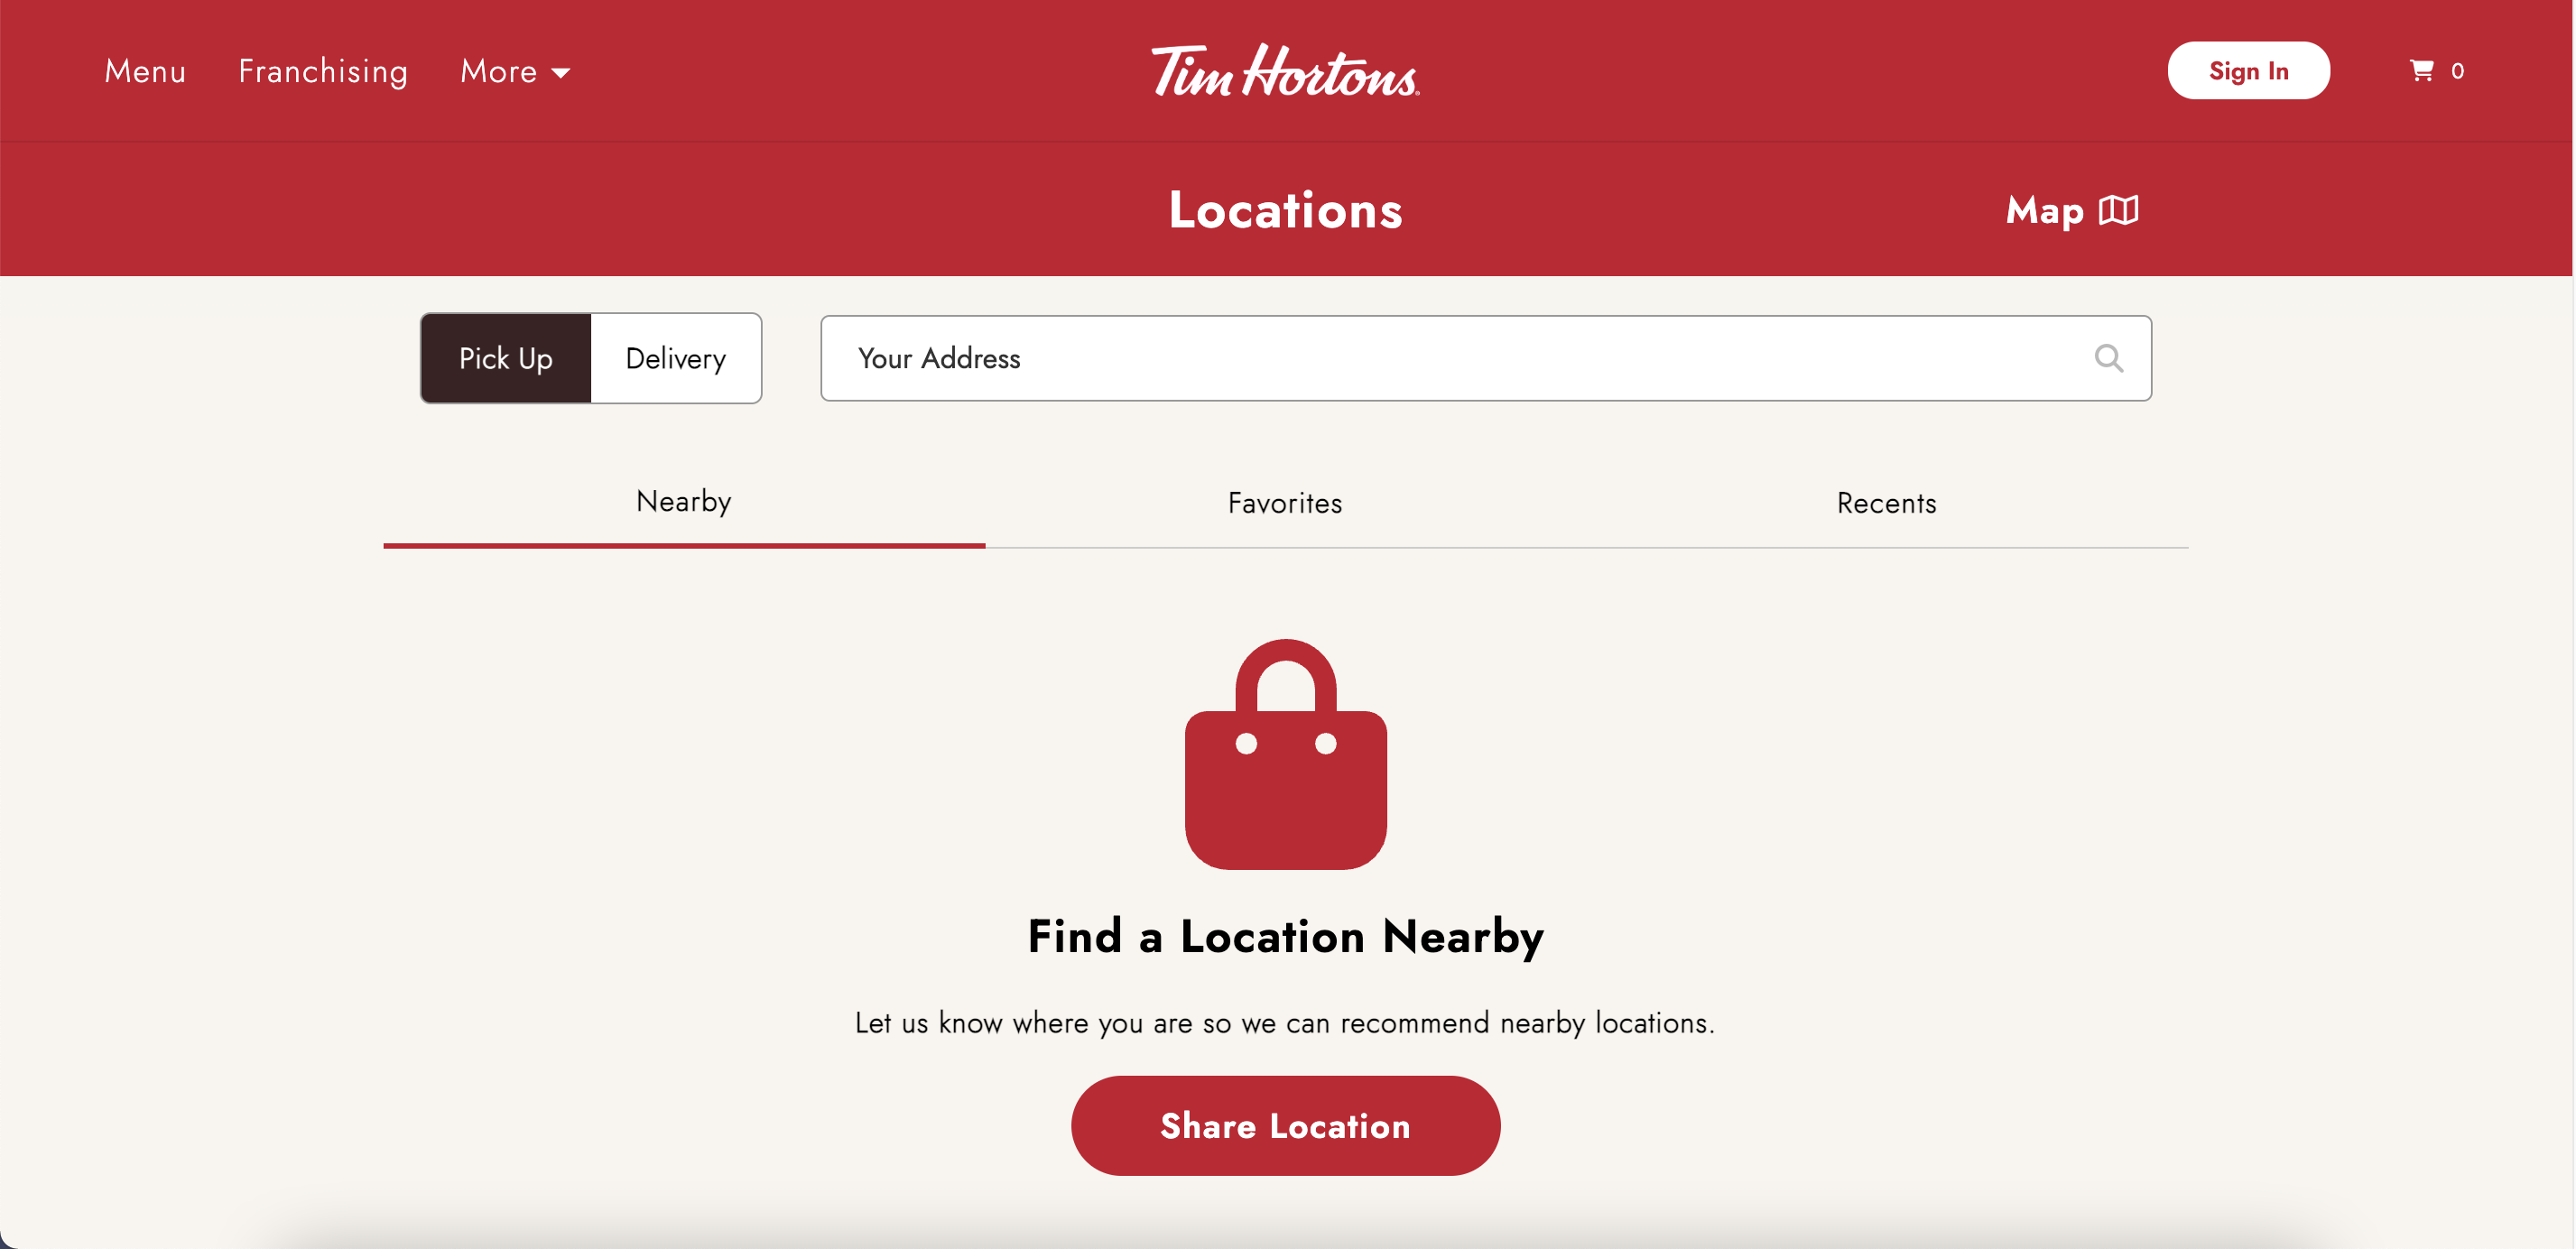 Menu Franchising More Tim Hortons Sign In 0
Locations Map
Pick Up Delivery Your Address
Nearby Favorites Recents
Find a Location Nearby
Let us know where you are so we can recommend nearby locations.
Share Location